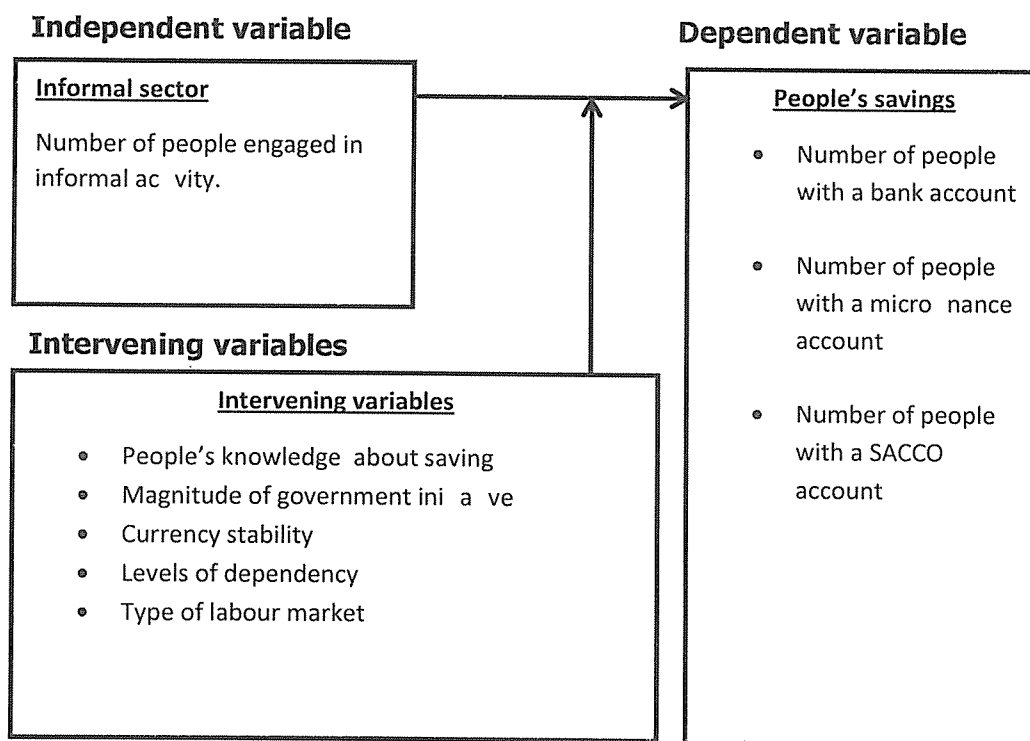 Independent variable
Informal sector
Number of people engaged in
informal ac vity.
Dependent variable
People's savings
• Number of people
with a bank account
• Number of people
with a micro nance
account
• Number of people
with a SACCO
account
Intervening variables
Intervening variables
• People's knowledge about saving
• Magnitude of government ini a ve
• Currency stability
• Levels of dependency
• Type of labour market